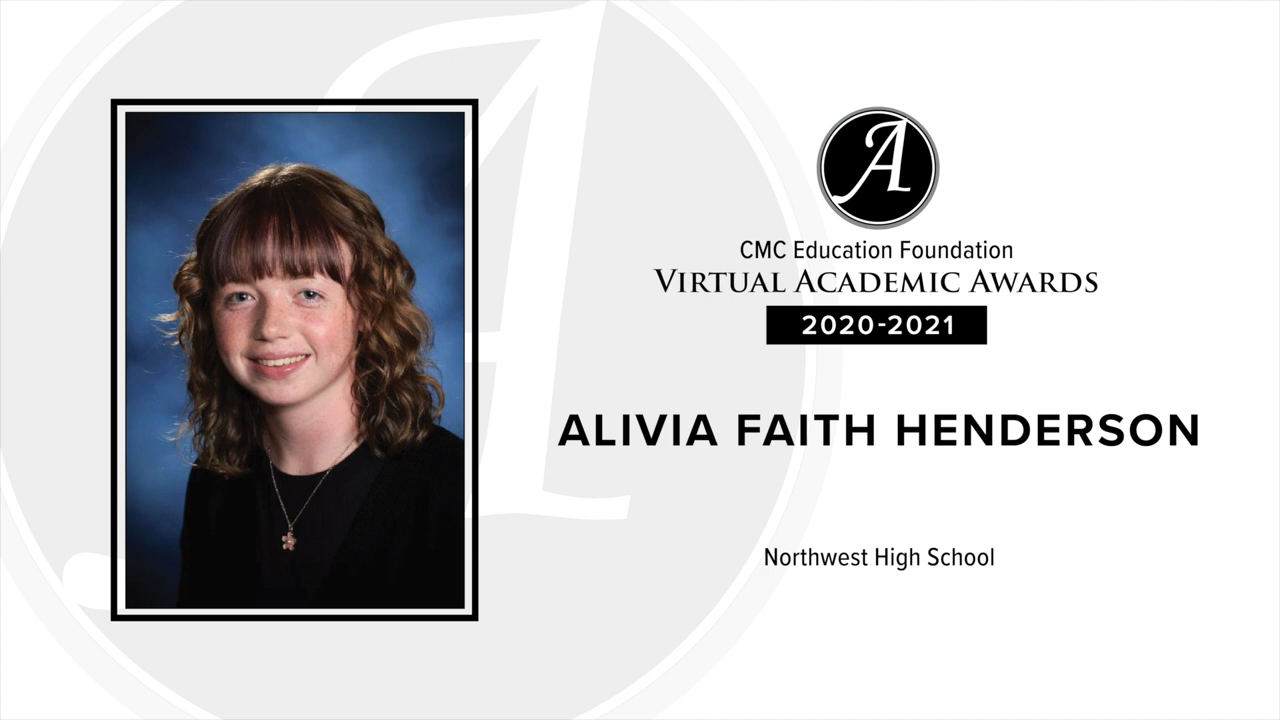 A
CMC Education Foundation
VIRTUAL ACADEMIC AWARDS
2020-2021
ALIVIA FAITH HENDERSON
Northwest High School